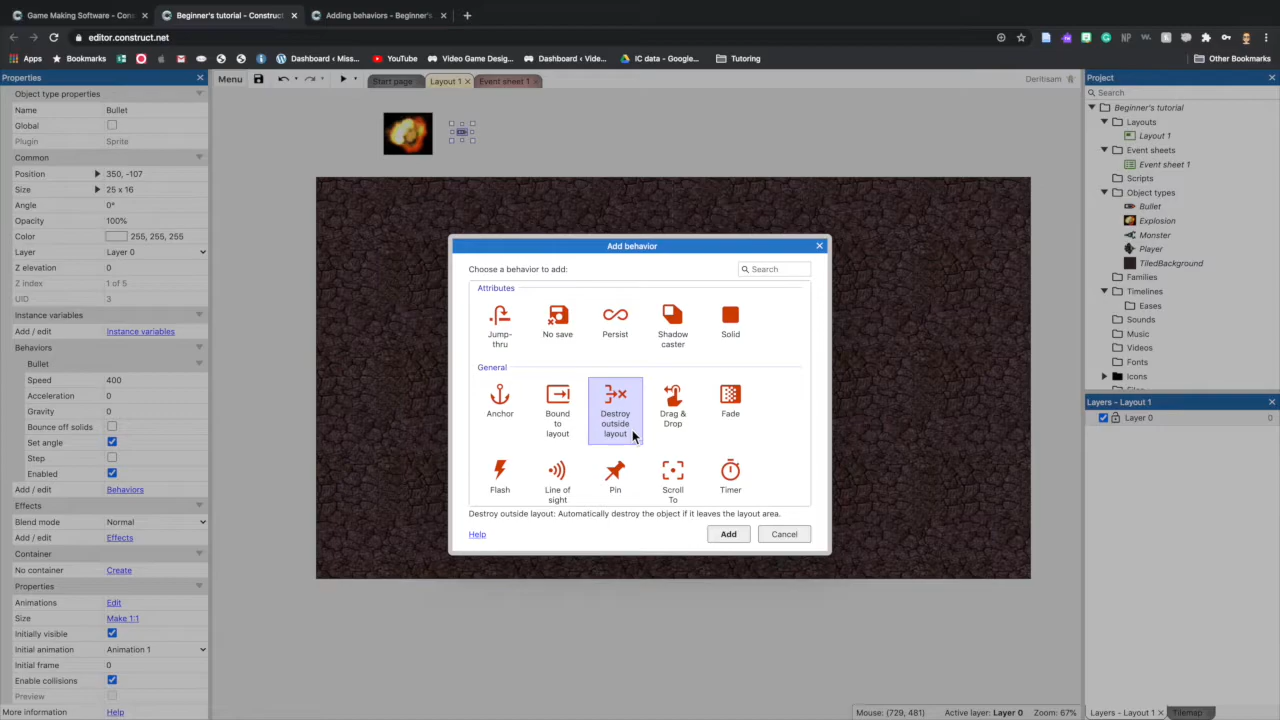 Game Making Software - Cons
Beginner's tutorial - Construct
Adding behaviors - Beginner's
editor.construct.net
Apps
Bookmarks
Dashboard ‹ Miss...
YouTube
Video Game Desig...
Dashboard ‹ Vide...
IC data - Google...
Tutoring
Other Bookmarks
Properties
Menu
Start page
Layout 1
Event sheet 1
Dentisam
Project
Object type properties
Name Bullet
Global
Plugin Sprite
Common
Position 350, -107
Size 25 x 16
Angle 0°
Opacity 100%
Color 255, 255, 255
Layer Layer 0
Z elevation 0
Z index 1 of 5
UID 3
Instance variables
Add / edit Instance variables
Behaviors
Bullet
Speed 400
Acceleration 0
Gravity 0
Bounce off solids
Set angle
Step
Enabled
Add / edit Behaviors
Effects
Blend mode Normal
Add / edit Effects
Container
No container Create
Properties
Animations Edit
Size Make 1:1
Initially visible
Initial animation Animation 1
Initial frame 0
Enable collisions
Preview
More information Help
Add behavior
Choose a behavior to add:
Search
Attributes
Jump-
thru
No save
Persist
Shadow
caster
Solid
General
Anchor
Bound
to
layout
Destroy
outside
layout
Drag &
Drop
Fade
Flash
Line of
sight
Pin
Scroll
To
Timer
Destroy outside layout: Automatically destroy the object if it leaves the layout area.
Help
Add
Cancel
Search
Beginner's tutorial
Layouts
Layout 1
Event sheets
Event sheet 1
Scripts
Object types
Bullet
Explosion
Monster
Player
TiledBackground
Families
Timelines
Eases
Sounds
Music
Videos
Fonts
Icons
Layers - Layout 1
Layer 0 0
Mouse: (729, 481) Active layer: Layer 0 Zoom: 67%
Layers - Layout 1
Tilemap